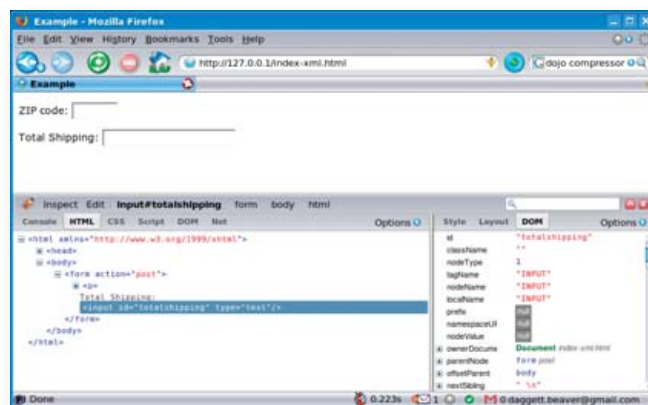 Example - Mozilla Firefox
File Edit View History Bookmarks Tools Help
http://127.0.0.1/index-xml.html
dojo compressor
Example
ZIP code:
Total Shipping:
Inspect Edit input#totalshipping form body html
Console HTML CSS Script DOM Net Options
Style Layout DOM Options
<html xmlns="http://www.w3.org/1999/xhtml">
<head>
<body>
<form action="post">
<p>
Total Shipping:
<input id="totalshipping" type="text"/>
</form>
</body>
</html>
id "totalshipping"
className ""
nodeType 1
tagName "INPUT"
nodeName "INPUT"
localName "INPUT"
prefix null
namespaceURI null
nodeValue null
ownerDocume Document index-xml.html
parentNode form post
offsetParent body
nextSibling " \n"
Done
0.223s
1
0 daggett.beaver@gmail.com